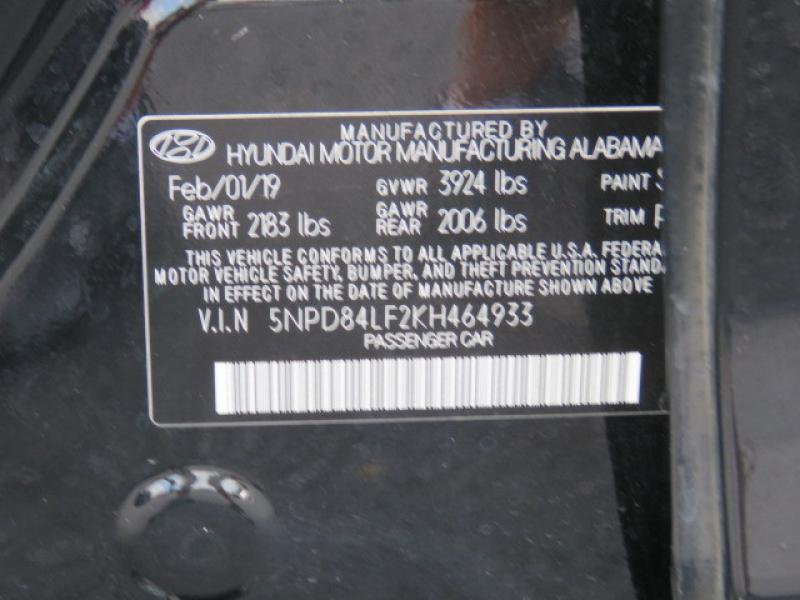 MANUFACTURED BY
HYUNDAI MOTOR MANUFACTURING ALABAMA
Feb/01/19 GVWR 3924 lbs PAINT
GAWR FRONT 2183 lbs GAWR REAR 2006 lbs TRIM
THIS VEHICLE CONFORMS TO ALL APPLICABLE U.S.A. FEDERA
MOTOR VEHICLE SAFETY, BUMPER, AND THEFT PREVENTION STAND
IN EFFECT ON THE DATE OF MANUFACTURE SHOWN ABOVE
V.I.N 5NPD84LF2KH464933
PASSENGER CAR